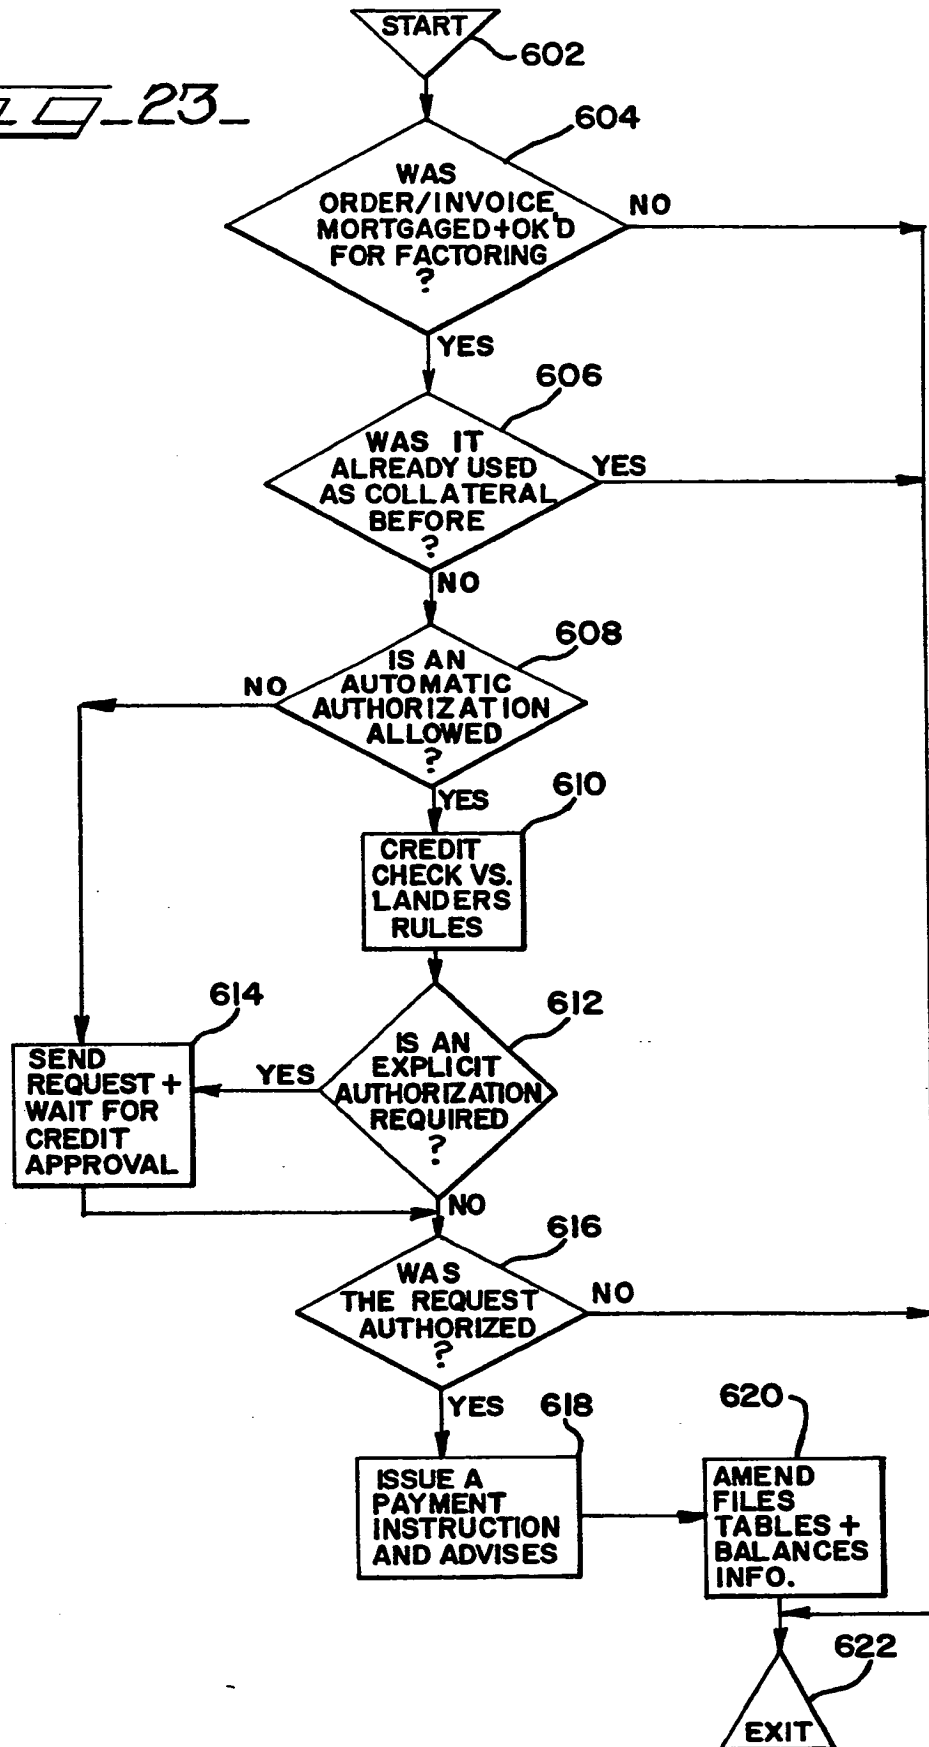 START
602
FIG_23_
604
WAS
ORDER/INVOICE
MORTGAGED+OK'D
FOR FACTORING
?
NO
YES
606
WAS IT
ALREADY USED
AS COLLATERAL
BEFORE
?
YES
NO
608
IS AN
AUTOMATIC
AUTHORIZATION
ALLOWED
?
NO
YES
610
CREDIT
CHECK VS.
LANDERS
RULES
614
612
SEND
REQUEST +
WAIT FOR
CREDIT
APPROVAL
YES
IS AN
EXPLICIT
AUTHORIZATION
REQUIRED
?
NO
616
WAS
THE REQUEST
AUTHORIZED
?
NO
YES
618
620
ISSUE A
PAYMENT
INSTRUCTION
AND ADVISES
AMEND
FILES
TABLES +
BALANCES
INFO.
622
EXIT